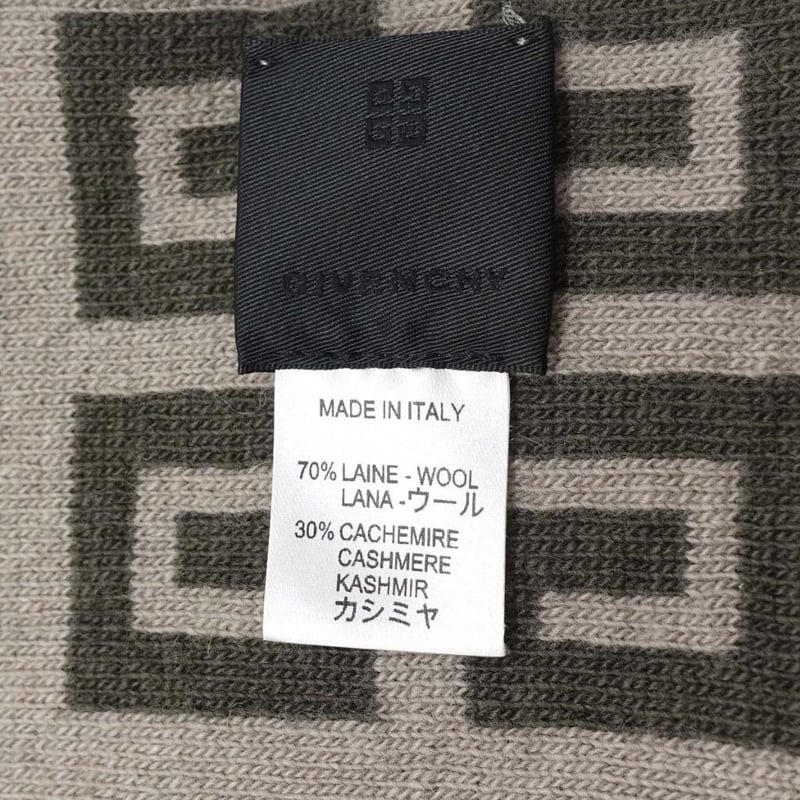 GIVENCHY
MADE IN ITALY
70% LAINE - WOOL
LANA -ウール
30% CACHEMIRE
CASHMERE
KASHMIR
カシミヤ